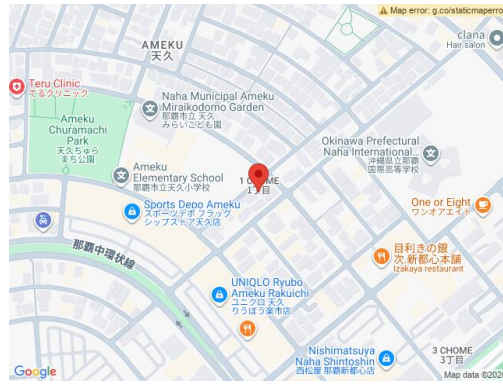 Map error: g.co/staticmaperro
clana
Hair salon
AMEKU
天久
Teru Clinic
てるクリニック
Naha Municipal Ameku
Miraikodomo Garden
那覇市立 天久
みらいこども園
Ameku
Churamachi
Park
天久ちゅら
まち公園
Okinawa Prefectural
Naha International...
沖縄県立那覇
国際高等学校
Ameku
Elementary School
那覇市立天久小学校
1 CHOME
1丁目
Sports Depo Ameku
スポーツデポ フラッグ
シップストア天久店
One or Eight
ワンオアエイト
那覇中環状線
目利きの銀
次 新都心本舗
Izakaya restaurant
UNIQLO Ryubo
Ameku Rakuichi
ユニクロ 天久
りうぼう楽市店
Nishimatsuya
Naha Shintoshin
西松屋 那覇新都心店
3 CHOME
3丁目
Google
Map data ©202